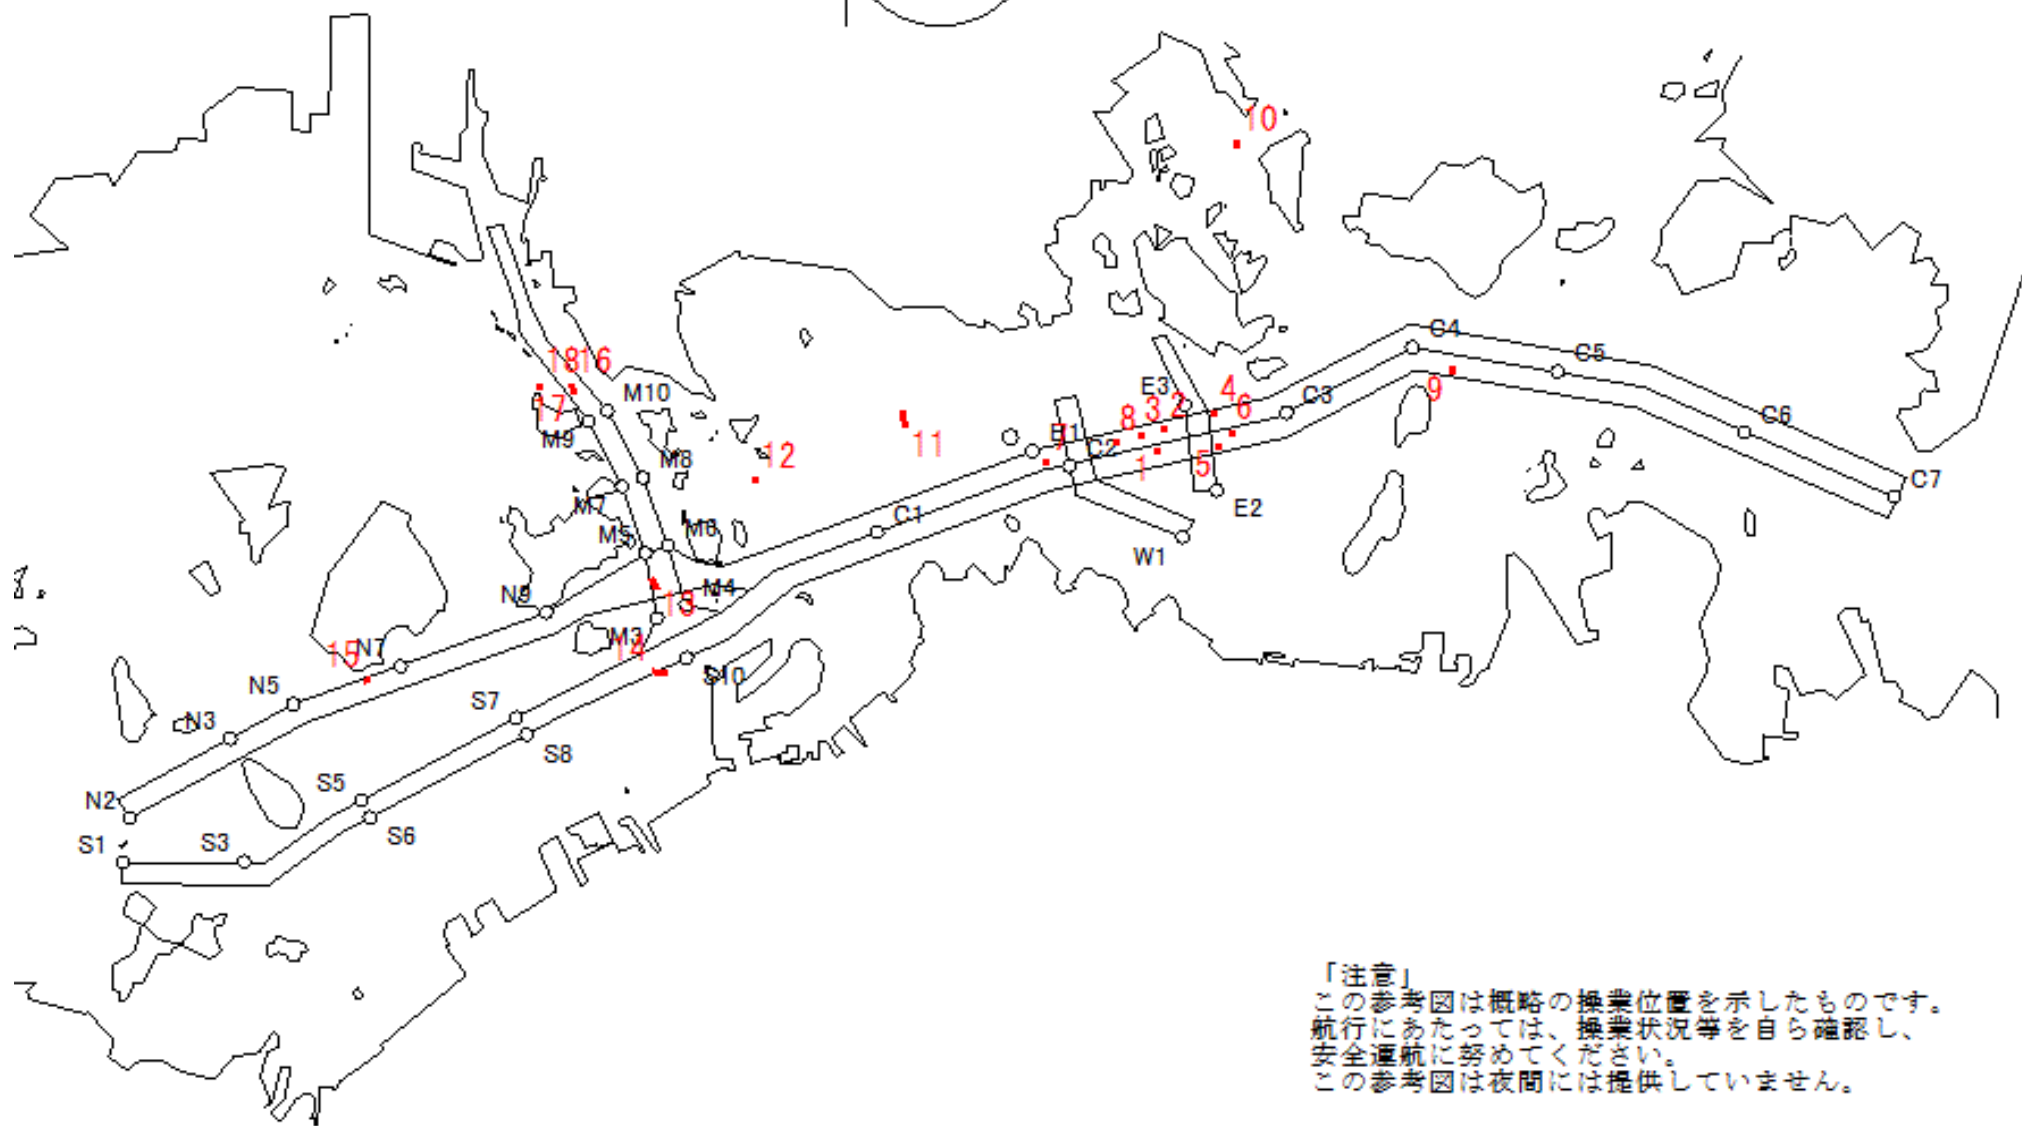 10
C4
C5
18
16
9
M10
E3
4
C3
17
8
3
2
6
C6
M9
11
B1
7
C2
1
5
12
M8
C7
M7
E2
M5
M6
C1
W1
N9
M4
13
M3
14
15
N7
S10
N5
S7
N3
S8
S5
N2
S6
S1
S3
「注意」
この参考図は概略の操業位置を示したものです。
航行にあたっては、操業状況等を自ら確認し、
安全運航に努めてください。
この参考図は夜間には提供していません。